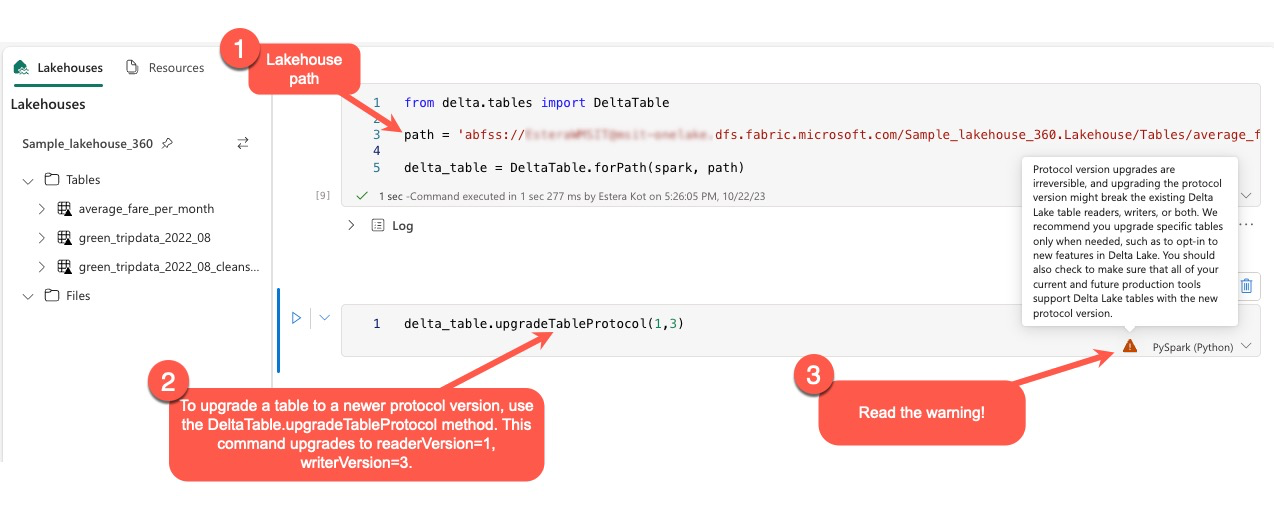 Lakehouses
Resources
Lakehouses
Sample_lakehouse_360
Tables
average_fare_per_month
green_tripdata_2022_08
green_tripdata_2022_08_cleans...
Files
1
Lakehouse
path
1 from delta.tables import DeltaTable
2
3 path = 'abfss:// .dfs.fabric.microsoft.com/Sample_lakehouse_360.Lakehouse/Tables/average_f
4
5 delta_table = DeltaTable.forPath(spark, path)
[9] 1 sec -Command executed in 1 sec 277 ms by Estera Kot on 5:26:05 PM, 10/22/23
Log
Protocol version upgrades are
irreversible, and upgrading the protocol
version might break the existing Delta
Lake table readers, writers, or both. We
recommend you upgrade specific tables
only when needed, such as to opt-in to
new features in Delta Lake. You should
also check to make sure that all of your
current and future production tools
support Delta Lake tables with the new
protocol version.
1 delta_table.upgradeTableProtocol(1,3)
PySpark (Python)
2
To upgrade a table to a newer protocol version, use
the DeltaTable.upgradeTableProtocol method. This
command upgrades to readerVersion=1,
writerVersion=3.
3
Read the warning!